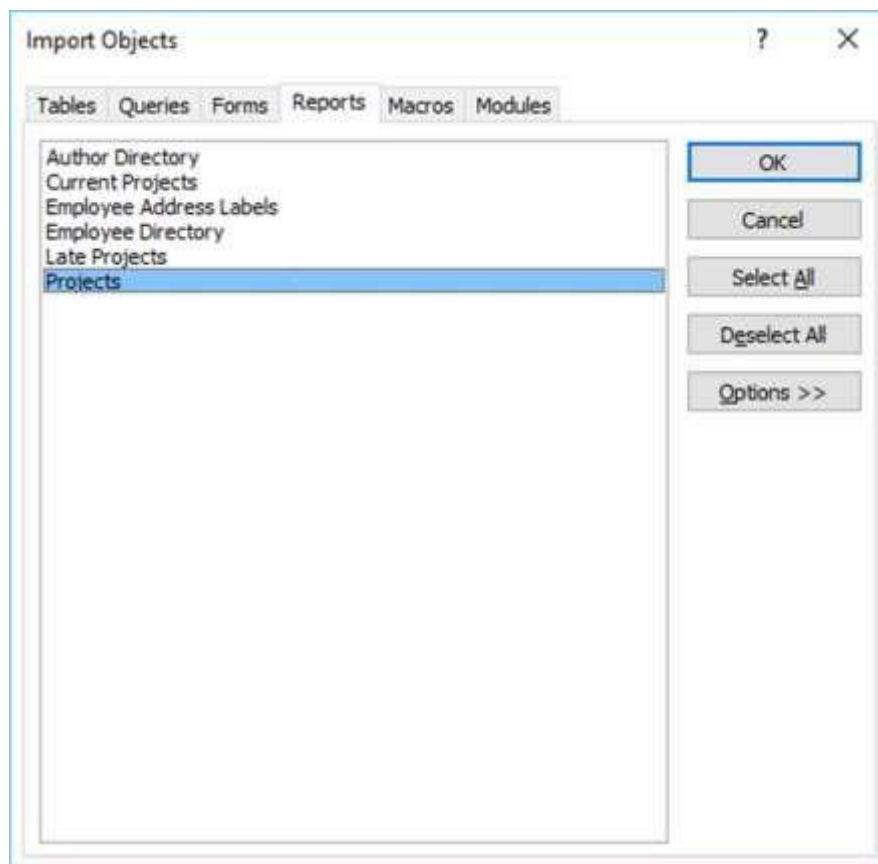 Import Objects ? ✕
Tables Queries Forms Reports Macros Modules
Author Directory
Current Projects
Employee Address Labels
Employee Directory
Late Projects
Projects
OK
Cancel
Select All
Deselect All
Options >>